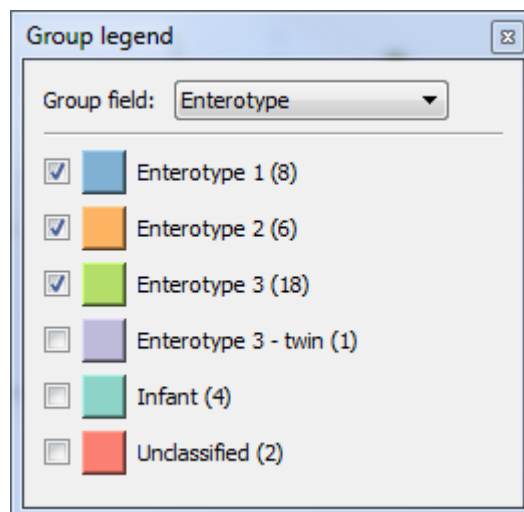 Group legend
Group field: Enterotype
Enterotype 1 (8)
Enterotype 2 (6)
Enterotype 3 (18)
Enterotype 3 - twin (1)
Infant (4)
Unclassified (2)